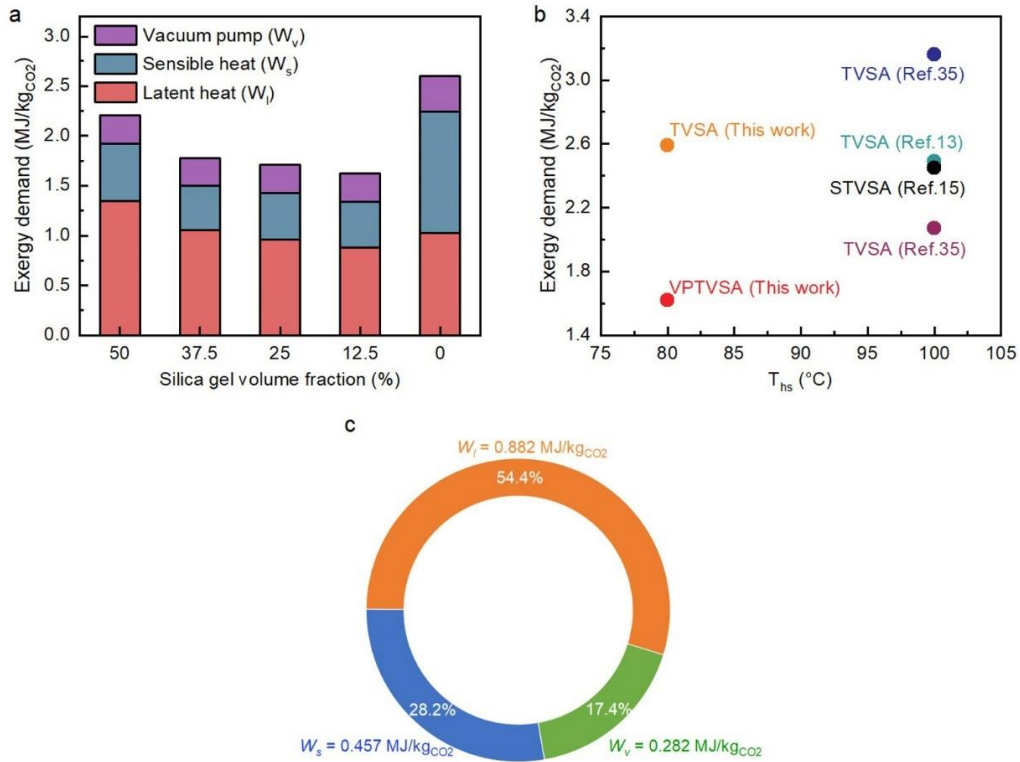 a
Exergy demand (MJ/kgCO2)
3.0
2.5
2.0
1.5
1.0
0.5
0.0
Vacuum pump (Wv)
Sensible heat (Ws)
Latent heat (Wl)
50 37.5 25 12.5 0
Silica gel volume fraction (%)
b
Exergy demand (MJ/kgCO2)
3.4
3.0
2.6
2.2
1.8
1.4
TVSA (Ref.35)
TVSA (This work)
TVSA (Ref.13)
STVSA (Ref.15)
TVSA (Ref.35)
VPTVSA (This work)
75 80 85 90 95 100 105
Ths (°C)
c
Wl = 0.882 MJ/kgCO2
54.4%
28.2%
17.4%
Ws = 0.457 MJ/kgCO2
Wv = 0.282 MJ/kgCO2